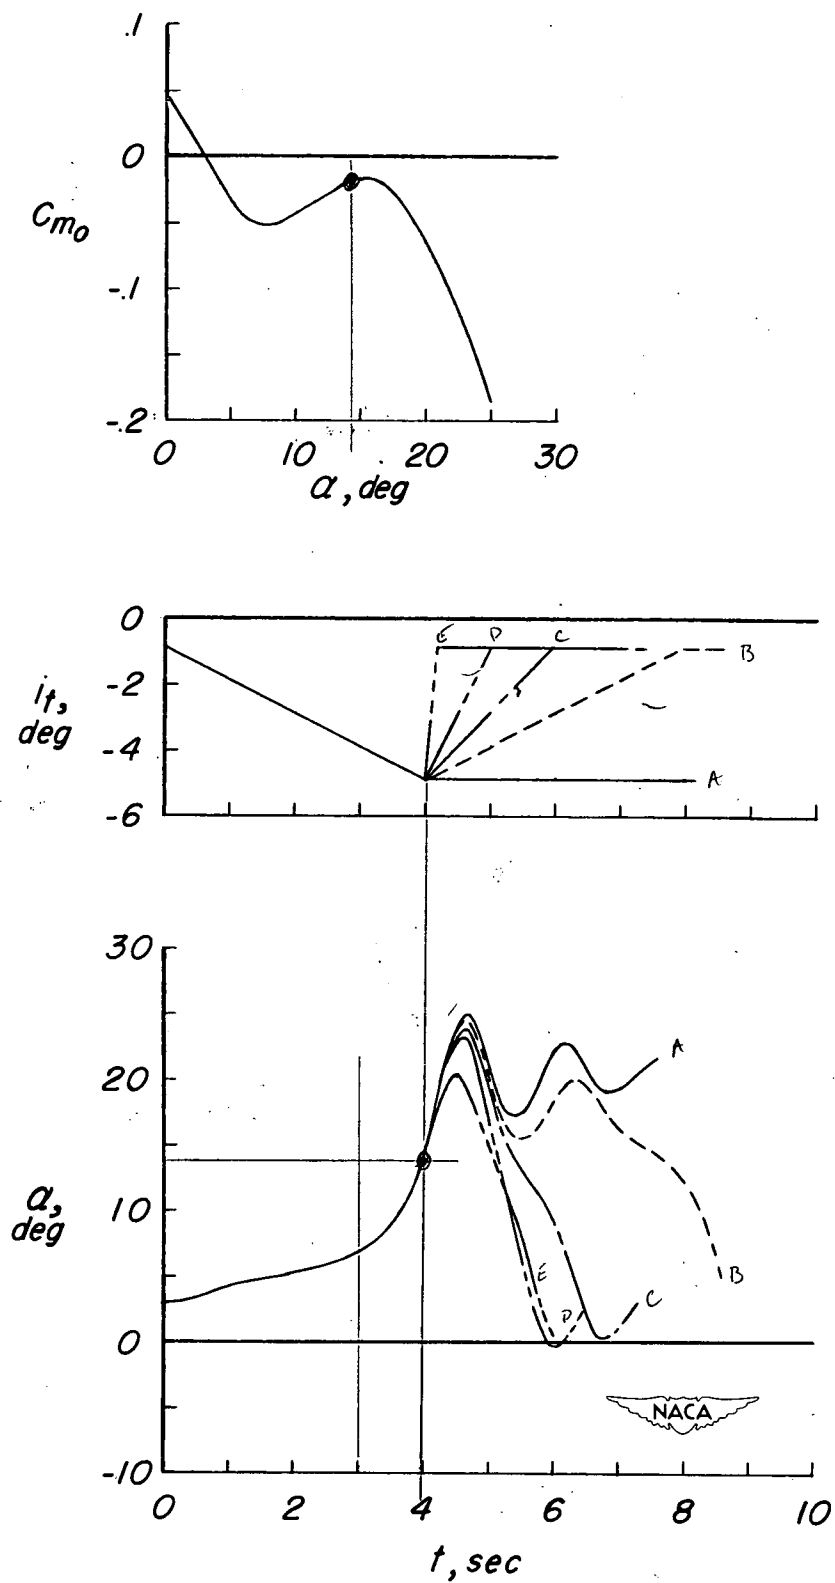 .1
0
Cmo
-.1
-.2
0 10 20 30
α, deg
0
E D C
B
-2
it,
deg
-4
A
-6
30
A
20
α,
deg
10
E
B
D
C
0
NACA
-10
0 2 4 6 8 10
t, sec